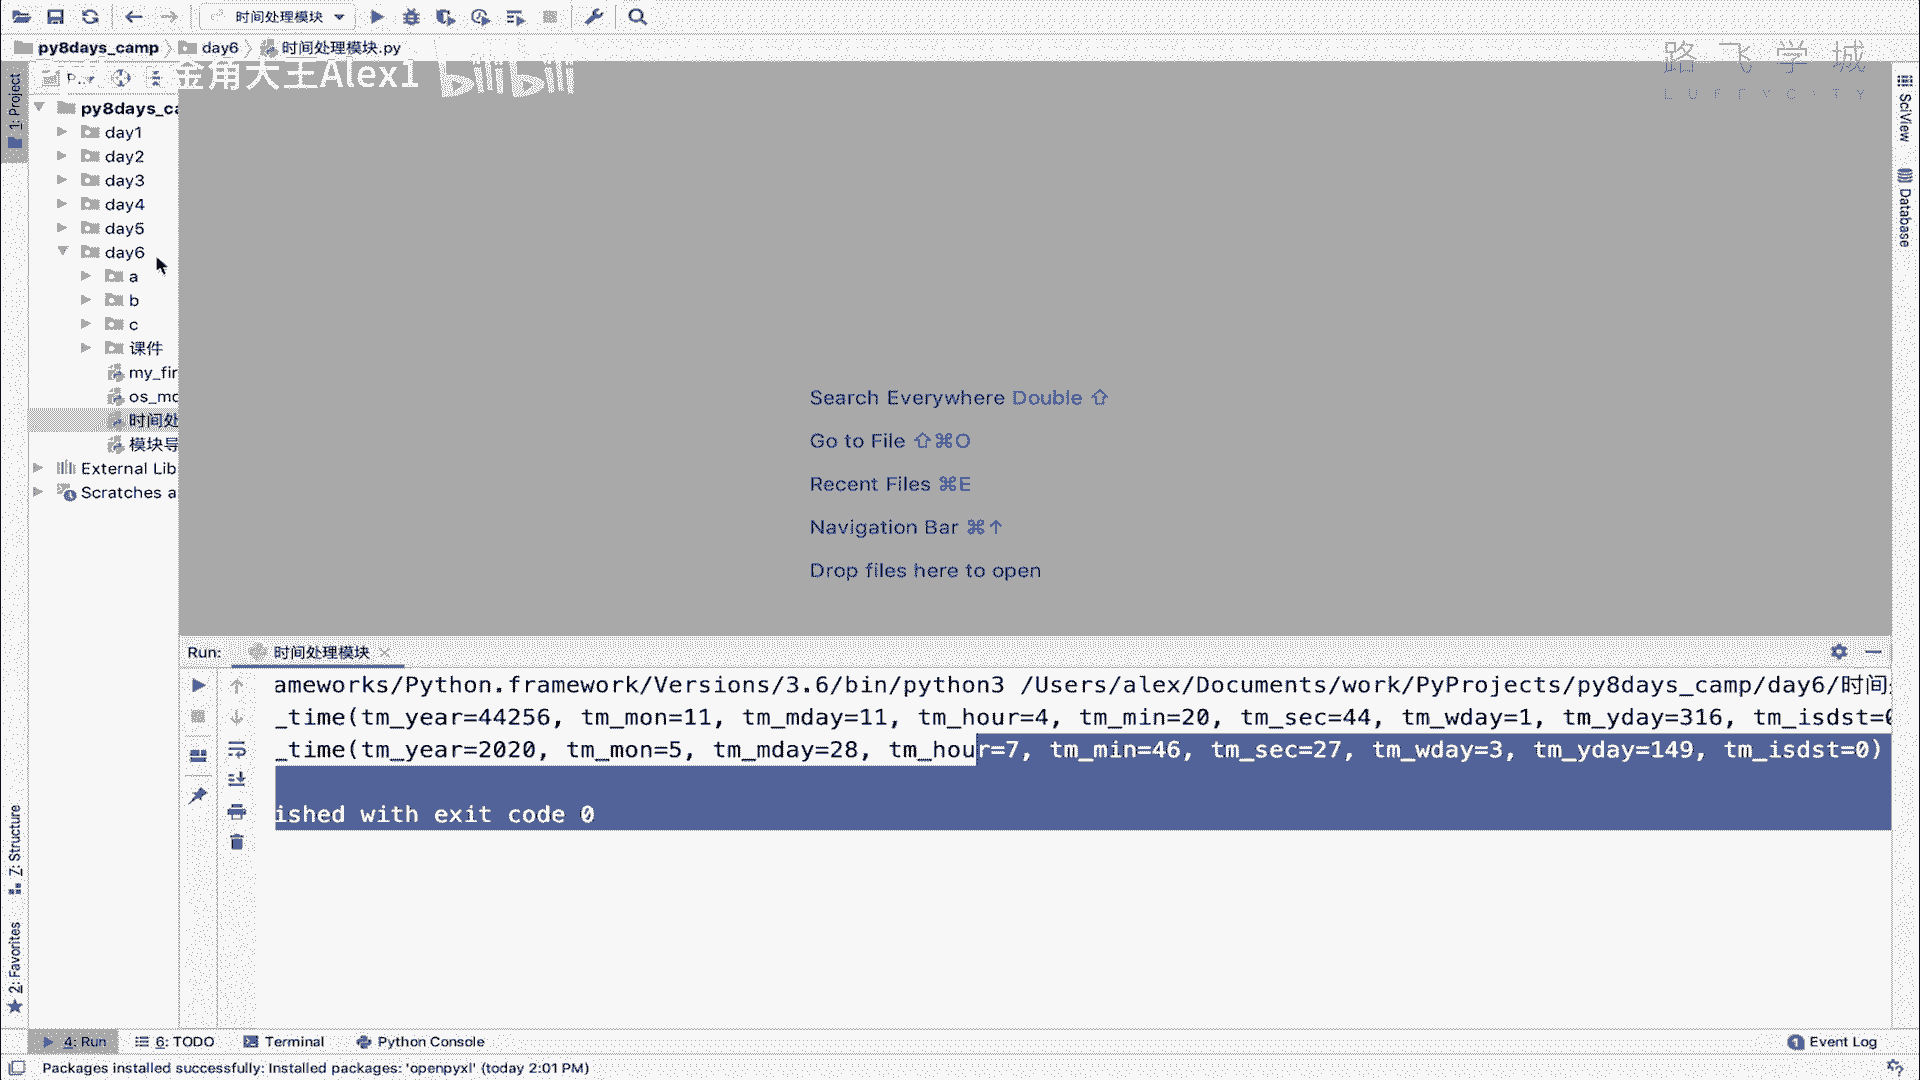 时间处理模块
py8days_camp
day6
时间处理模块.py
路飞学城
LUFFYCITY
金角大王Alex1
bilibili
P..
1: Project
py8days_ca
day1
day2
day3
day4
day5
day6
a
b
c
课件
my_fir
os_mo
时间处
模块导
External Lib
Scratches a
SciView
Database
Search Everywhere Double ⇧
Go to File ⇧⌘O
Recent Files ⌘E
Navigation Bar ⌘↑
Drop files here to open
Run:
时间处理模块
ameworks/Python.framework/Versions/3.6/bin/python3 /Users/alex/Documents/work/PyProjects/py8days_camp/day6/时间
_time(tm_year=44256, tm_mon=11, tm_mday=11, tm_hour=4, tm_min=20, tm_sec=44, tm_wday=1, tm_yday=316, tm_isdst=0
_time(tm_year=2020, tm_mon=5, tm_mday=28, tm_hour=7, tm_min=46, tm_sec=27, tm_wday=3, tm_yday=149, tm_isdst=0)
ished with exit code 0
Z: Structure
2: Favorites
4: Run
6: TODO
Terminal
Python Console
1 Event Log
Packages installed successfully: Installed packages: 'openpyxl' (today 2:01 PM)